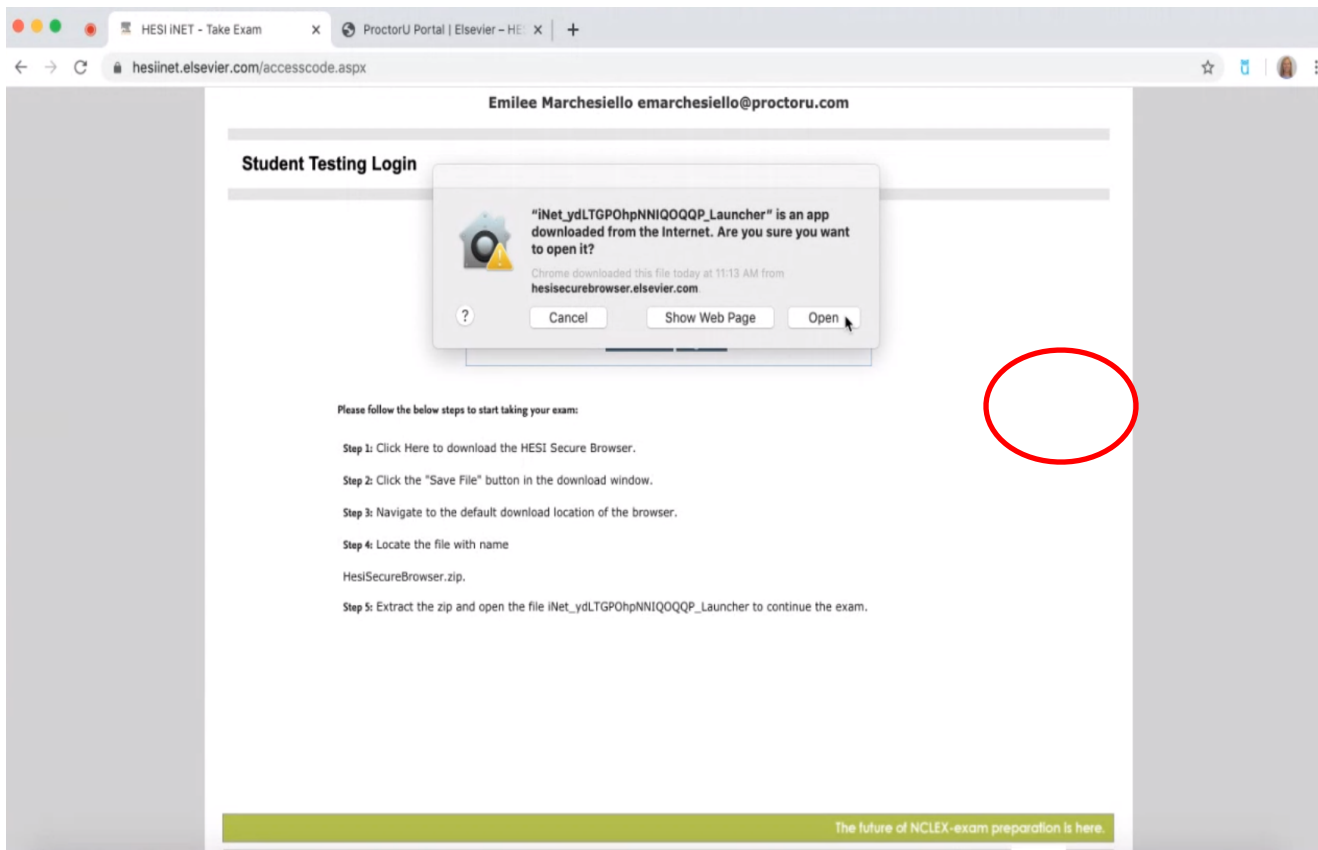 HESI iNET - Take Exam
ProctorU Portal | Elsevier – HE
hesiinet.elsevier.com/accesscode.aspx
Emilee Marchesiello emarchesiello@proctoru.com
Student Testing Login
"iNet_ydLTGPOhpNNIQOQQP_Launcher" is an app
downloaded from the Internet. Are you sure you want
to open it?
Chrome downloaded this file today at 11:13 AM from
hesisecurebrowser.elsevier.com
? Cancel Show Web Page Open
Please follow the below steps to start taking your exam:
Step 1: Click Here to download the HESI Secure Browser.
Step 2: Click the "Save File" button in the download window.
Step 3: Navigate to the default download location of the browser.
Step 4: Locate the file with name
HesiSecureBrowser.zip.
Step 5: Extract the zip and open the file iNet_ydLTGPOhpNNIQOQQP_Launcher to continue the exam.
The future of NCLEX-exam preparation is here.